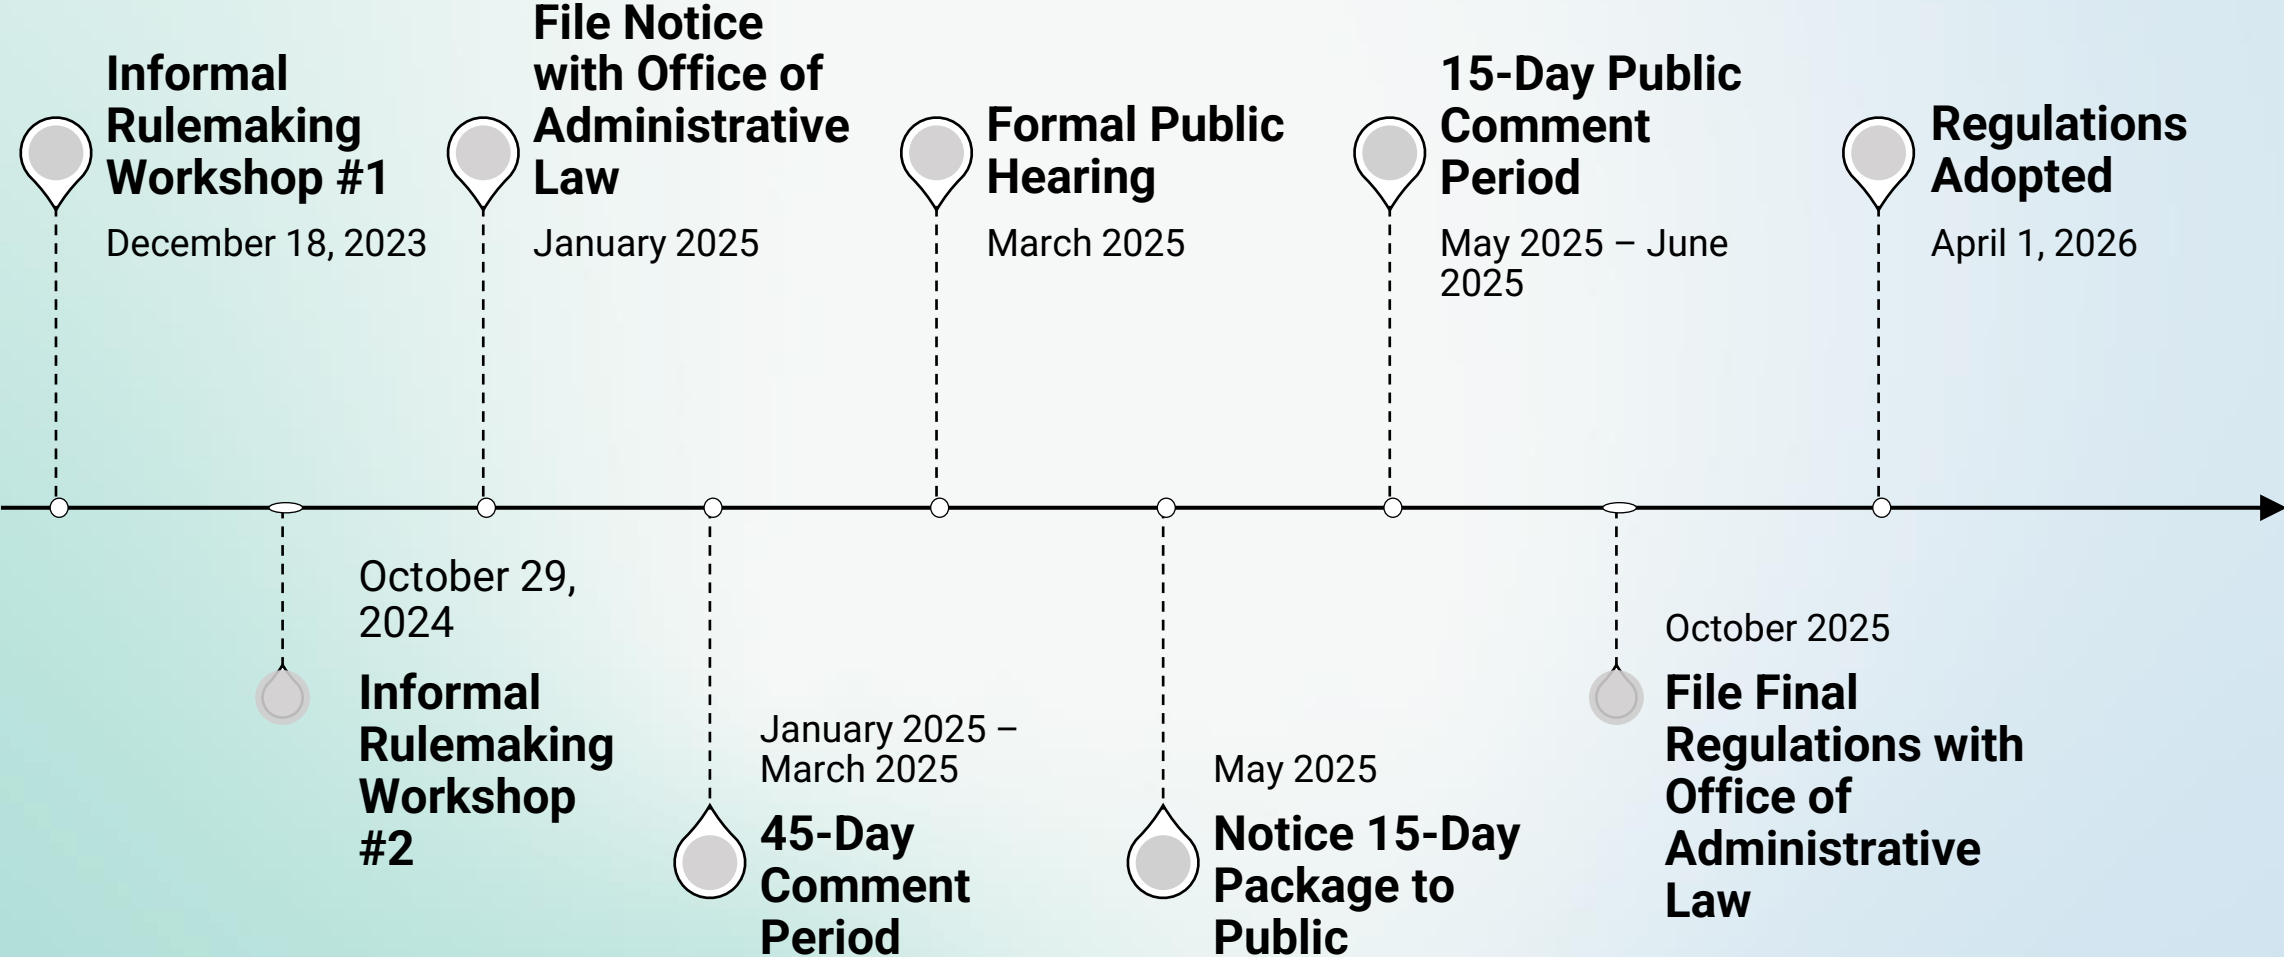 Informal
Rulemaking
Workshop #1
December 18, 2023
October 29,
2024
Informal
Rulemaking
Workshop
#2
File Notice
with Office of
Administrative
Law
January 2025
January 2025 –
March 2025
45-Day
Comment
Period
Formal Public
Hearing
March 2025
May 2025
Notice 15-Day
Package to
Public
15-Day Public
Comment
Period
May 2025 – June
2025
October 2025
File Final
Regulations with
Office of
Administrative
Law
Regulations
Adopted
April 1, 2026